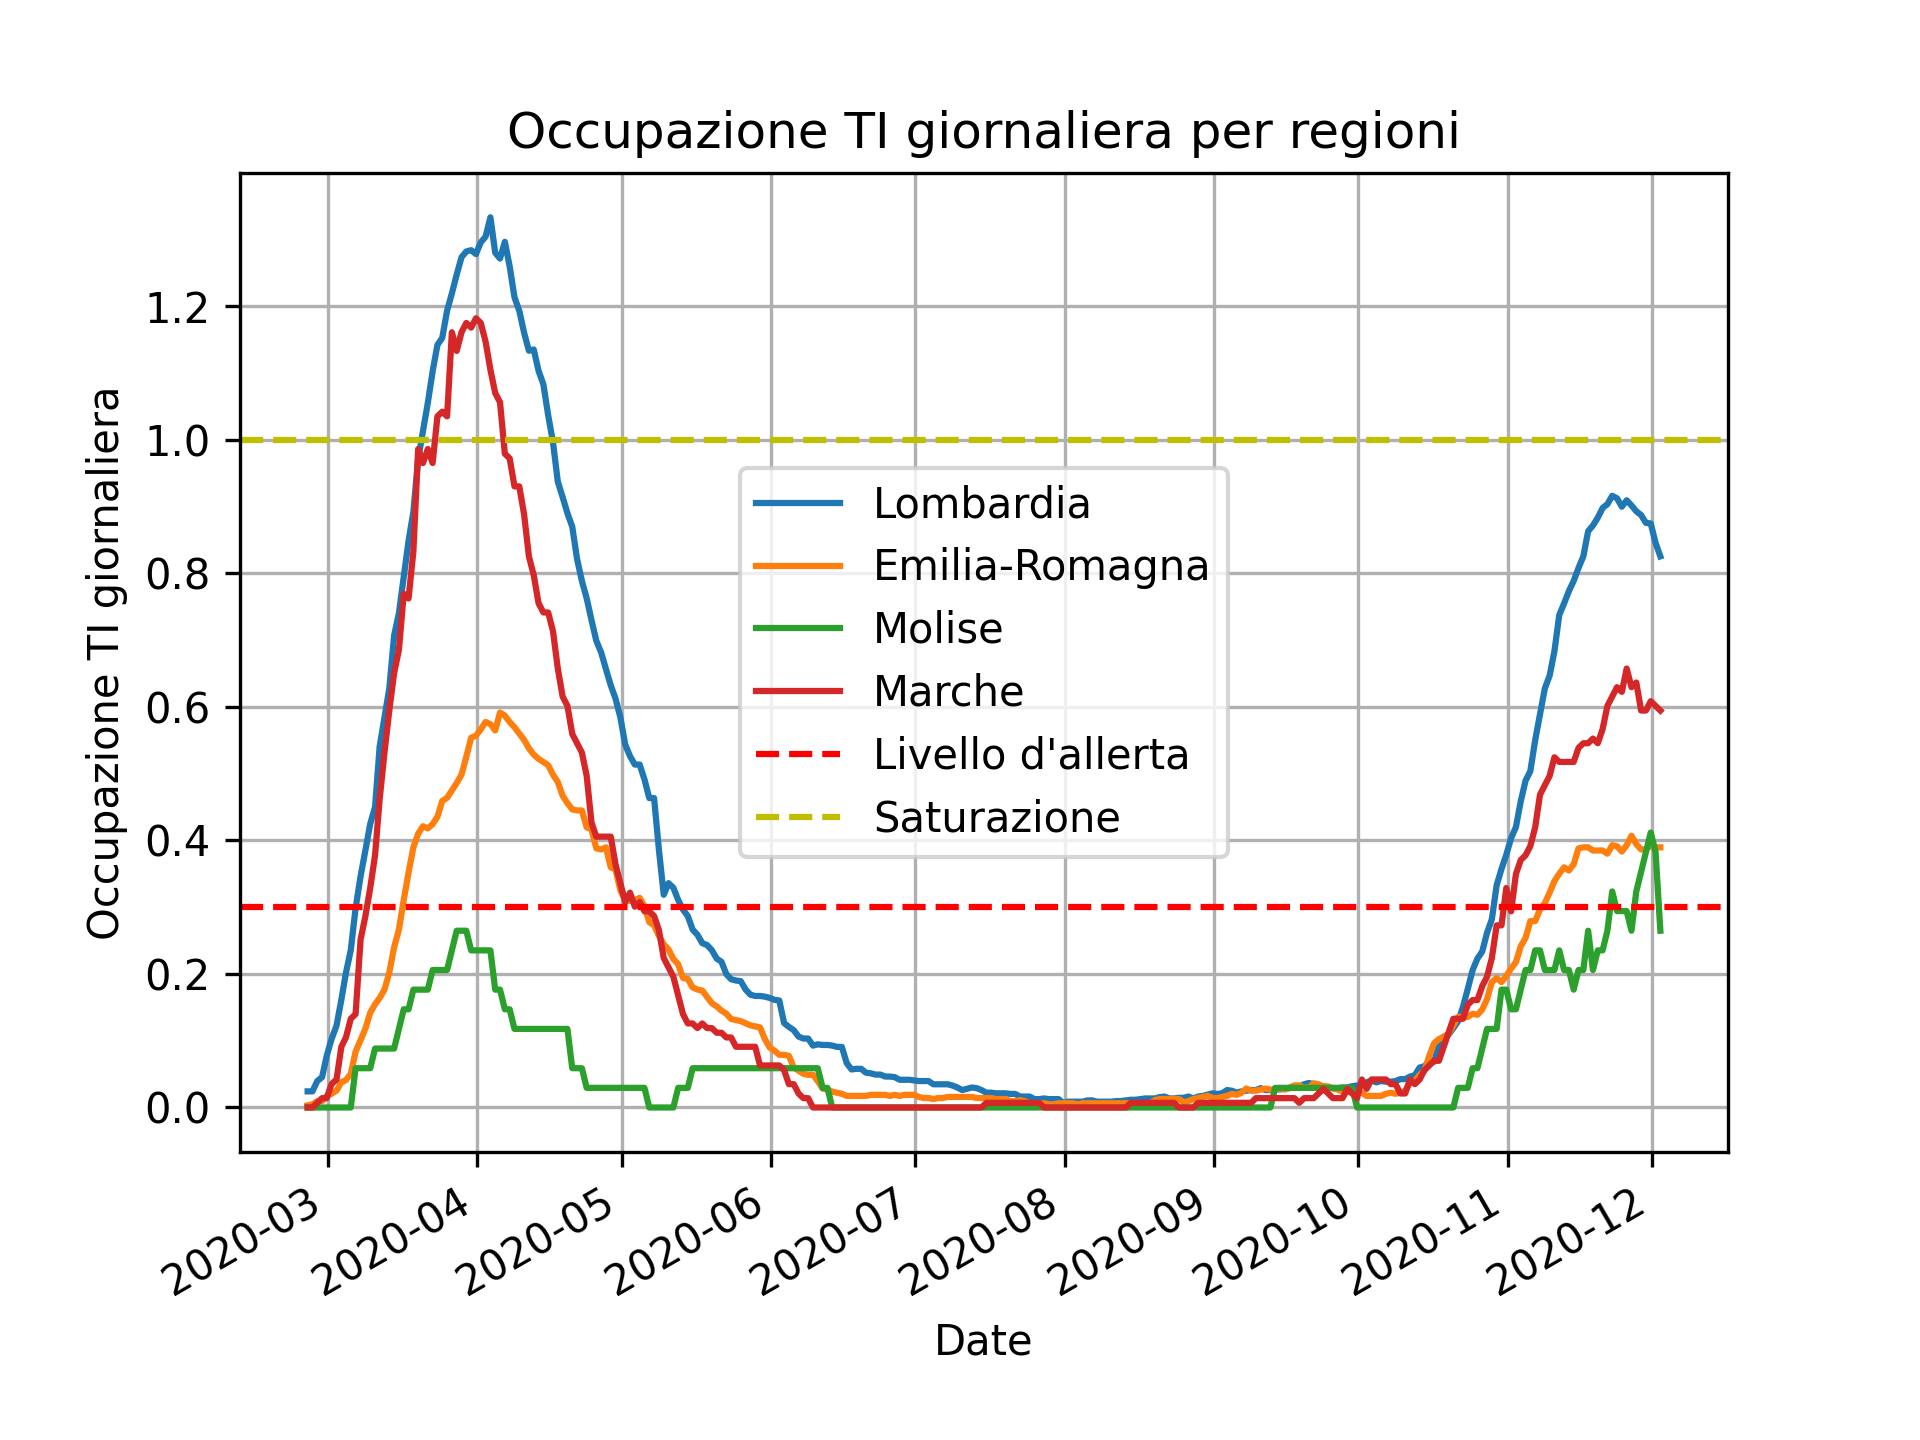 Occupazione TI giornaliera per regioni
Occupazione TI giornaliera
1.2
1.0
0.8
0.6
0.4
0.2
0.0
Lombardia
Emilia-Romagna
Molise
Marche
Livello d'allerta
Saturazione
2020-03
2020-04
2020-05
2020-06
2020-07
2020-08
2020-09
2020-10
2020-11
2020-12
Date